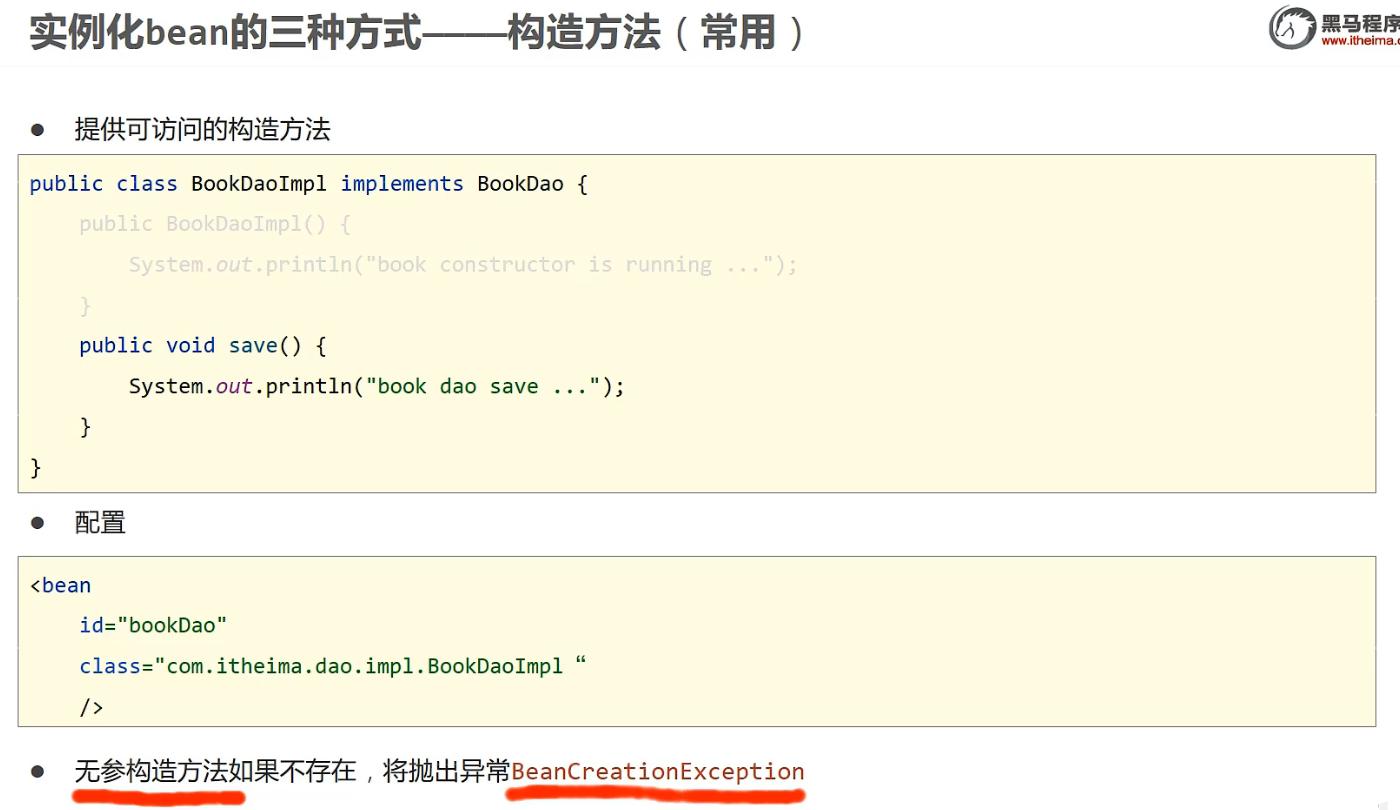 实例化bean的三种方式——构造方法（常用）
黑马程序
www.itheima.c
● 提供可访问的构造方法
public class BookDaoImpl implements BookDao {
    public BookDaoImpl() {
        System.out.println("book constructor is running ...");
    }
    public void save() {
        System.out.println("book dao save ...");
    }
}
● 配置
<bean
    id="bookDao"
    class="com.itheima.dao.impl.BookDaoImpl “
    />
● 无参构造方法如果不存在，将抛出异常BeanCreationException